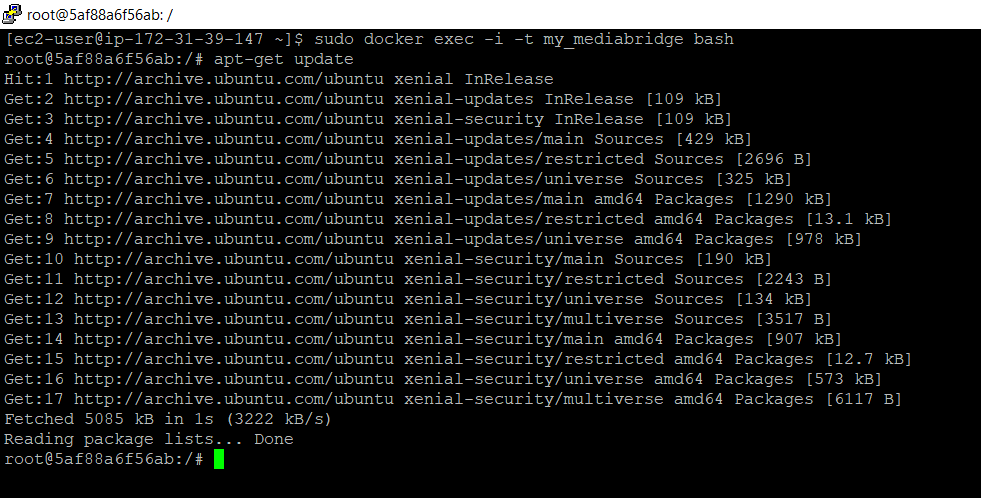 root@5af88a6f56ab: /
[ec2-user@ip-172-31-39-147 ~]$ sudo docker exec -i -t my_mediabridge bash
root@5af88a6f56ab:/# apt-get update
Hit:1 http://archive.ubuntu.com/ubuntu xenial InRelease
Get:2 http://archive.ubuntu.com/ubuntu xenial-updates InRelease [109 kB]
Get:3 http://archive.ubuntu.com/ubuntu xenial-security InRelease [109 kB]
Get:4 http://archive.ubuntu.com/ubuntu xenial-updates/main Sources [429 kB]
Get:5 http://archive.ubuntu.com/ubuntu xenial-updates/restricted Sources [2696 B]
Get:6 http://archive.ubuntu.com/ubuntu xenial-updates/universe Sources [325 kB]
Get:7 http://archive.ubuntu.com/ubuntu xenial-updates/main amd64 Packages [1290 kB]
Get:8 http://archive.ubuntu.com/ubuntu xenial-updates/restricted amd64 Packages [13.1 kB]
Get:9 http://archive.ubuntu.com/ubuntu xenial-updates/universe amd64 Packages [978 kB]
Get:10 http://archive.ubuntu.com/ubuntu xenial-security/main Sources [190 kB]
Get:11 http://archive.ubuntu.com/ubuntu xenial-security/restricted Sources [2243 B]
Get:12 http://archive.ubuntu.com/ubuntu xenial-security/universe Sources [134 kB]
Get:13 http://archive.ubuntu.com/ubuntu xenial-security/multiverse Sources [3517 B]
Get:14 http://archive.ubuntu.com/ubuntu xenial-security/main amd64 Packages [907 kB]
Get:15 http://archive.ubuntu.com/ubuntu xenial-security/restricted amd64 Packages [12.7 kB]
Get:16 http://archive.ubuntu.com/ubuntu xenial-security/universe amd64 Packages [573 kB]
Get:17 http://archive.ubuntu.com/ubuntu xenial-security/multiverse amd64 Packages [6117 B]
Fetched 5085 kB in 1s (3222 kB/s)
Reading package lists... Done
root@5af88a6f56ab:/#